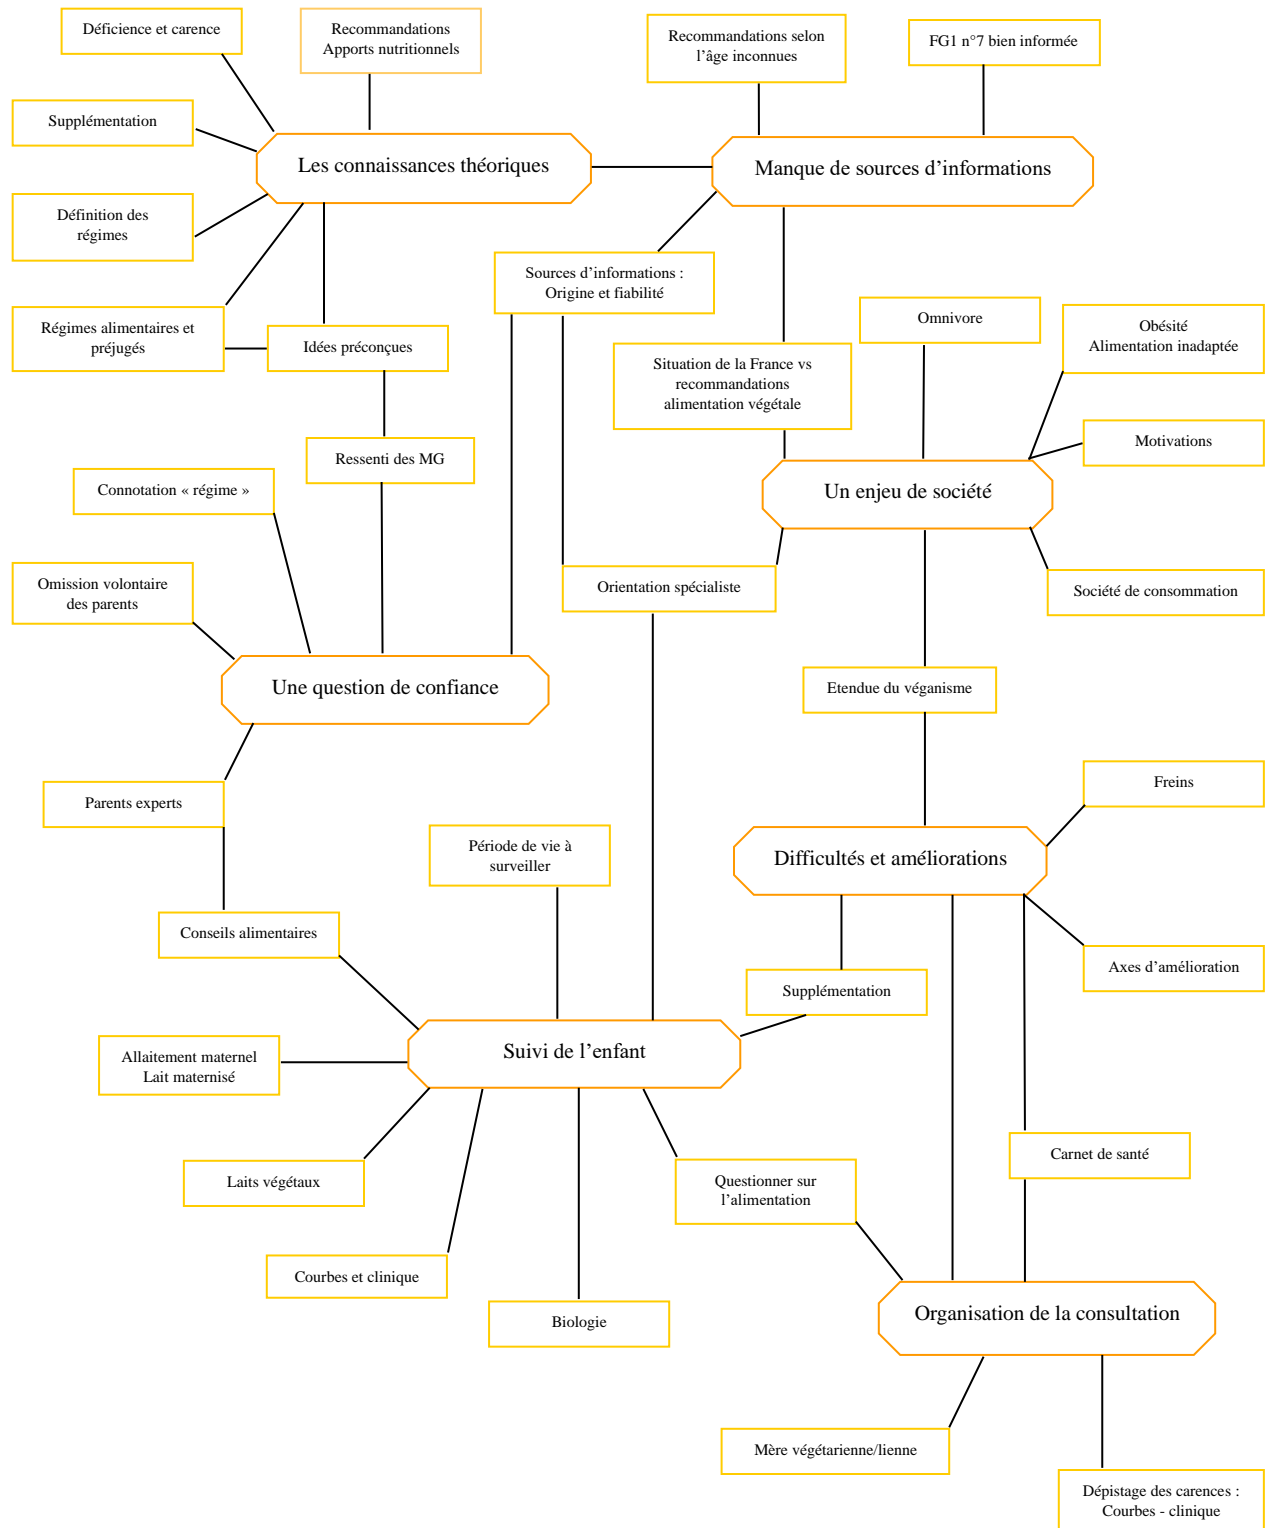 Déficience et carence
Recommandations
Apports nutritionnels
Recommandations selon
l’âge inconnues
FG1 n°7 bien informée
Supplémentation
Les connaissances théoriques
Manque de sources d’informations
Définition des
régimes
Sources d’informations :
Origine et fiabilité
Omnivore
Obésité
Alimentation inadaptée
Régimes alimentaires et
préjugés
Idées préconçues
Situation de la France vs
recommandations
alimentation végétale
Motivations
Ressenti des MG
Connotation « régime »
Un enjeu de société
Omission volontaire
des parents
Orientation spécialiste
Société de consommation
Une question de confiance
Etendue du véganisme
Parents experts
Freins
Période de vie à
surveiller
Difficultés et améliorations
Conseils alimentaires
Axes d’amélioration
Supplémentation
Allaitement maternel
Lait maternisé
Suivi de l’enfant
Carnet de santé
Laits végétaux
Questionner sur
l’alimentation
Courbes et clinique
Biologie
Organisation de la consultation
Mère végétarienne/lienne
Dépistage des carences :
Courbes - clinique